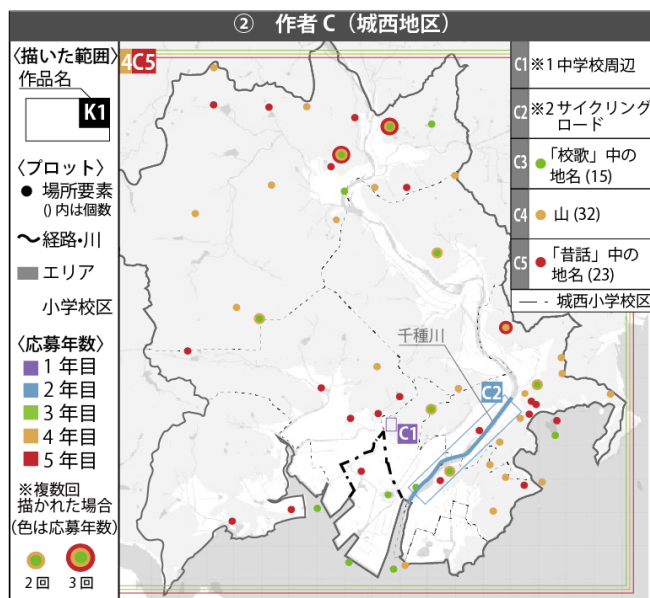 ② 作者 C（城西地区）
〈描いた範囲〉
作品名
K1
〈プロット〉
場所要素
()内は個数
経路・川
エリア
小学校区
〈応募年数〉
1 年目
2 年目
3 年目
4 年目
5 年目
※複数回
描かれた場合
(色は応募年数)
2 回
3 回
4 C5
C1 ※1 中学校周辺
C2 ※2 サイクリング
ロード
C3 「校歌」中の
地名 (15)
C4 山 (32)
C5 「昔話」中の
地名 (23)
城西小学校区
千種川
C2
C1